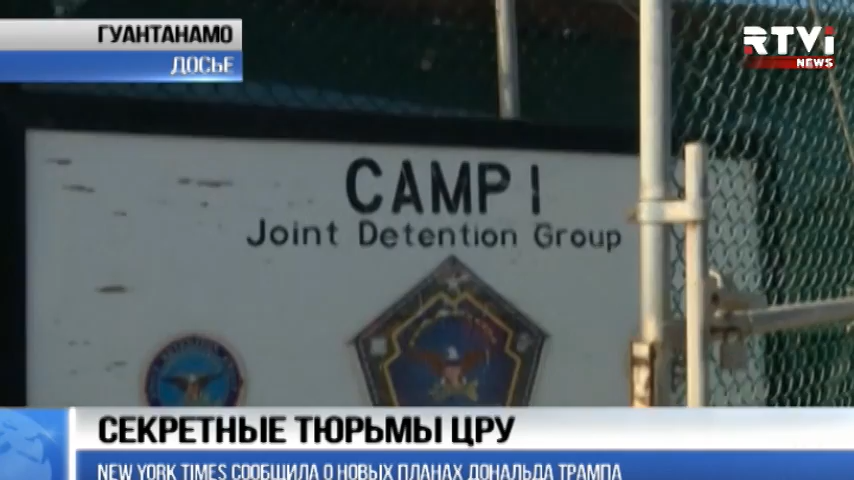 ГУАНТАНАМО
ДОСЬЕ
RTVi
NEWS
CAMP I
Joint Detention Group
СЕКРЕТНЫЕ ТЮРЬМЫ ЦРУ
NEW YORK TIMES СООБЩИЛА О НОВЫХ ПЛАНАХ ДОНАЛЬДА ТРАМПА